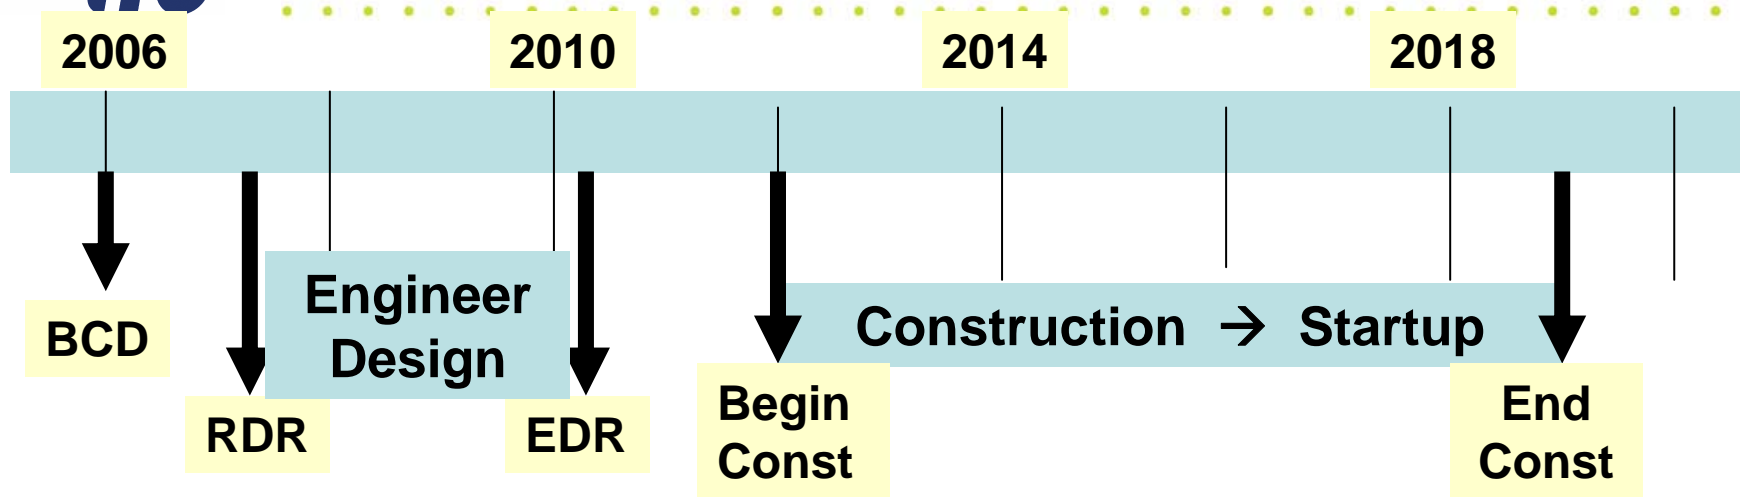 2006 2010 2014 2018
Engineer
Design
Construction → Startup
BCD
RDR
EDR
Begin
Const
End
Const